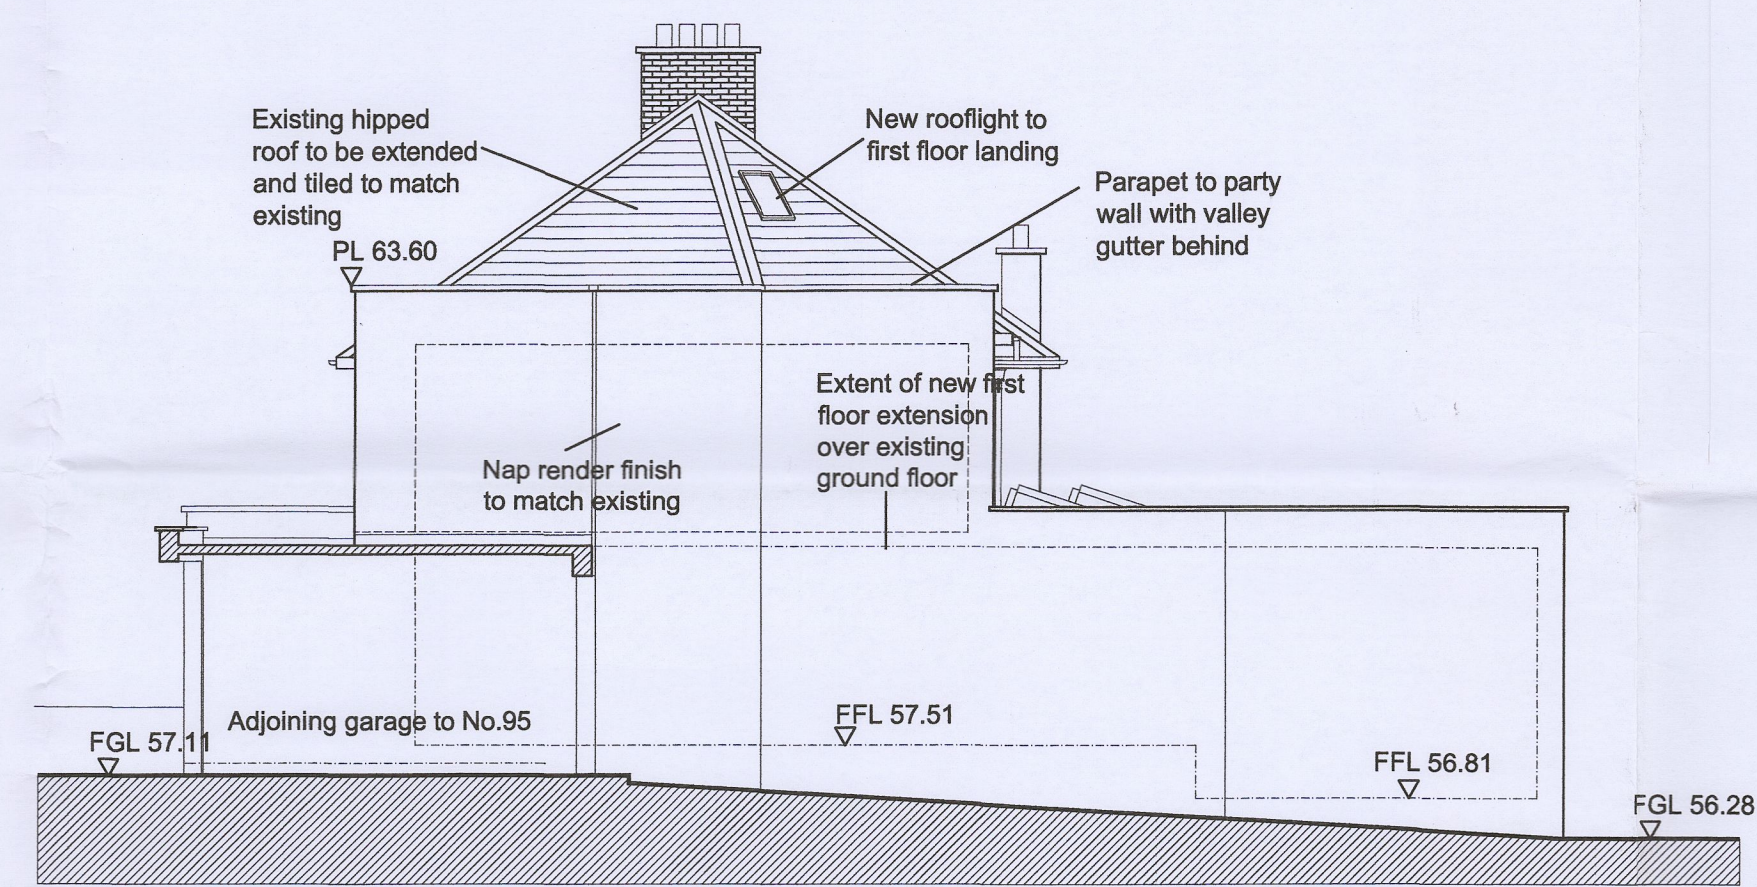 Existing hipped
roof to be extended
and tiled to match
existing
New rooflight to
first floor landing
Parapet to party
wall with valley
gutter behind
PL 63.60
Extent of new first
floor extension
over existing
ground floor
Nap render finish
to match existing
Adjoining garage to No.95
FFL 57.51
FGL 57.11
FFL 56.81
FGL 56.28